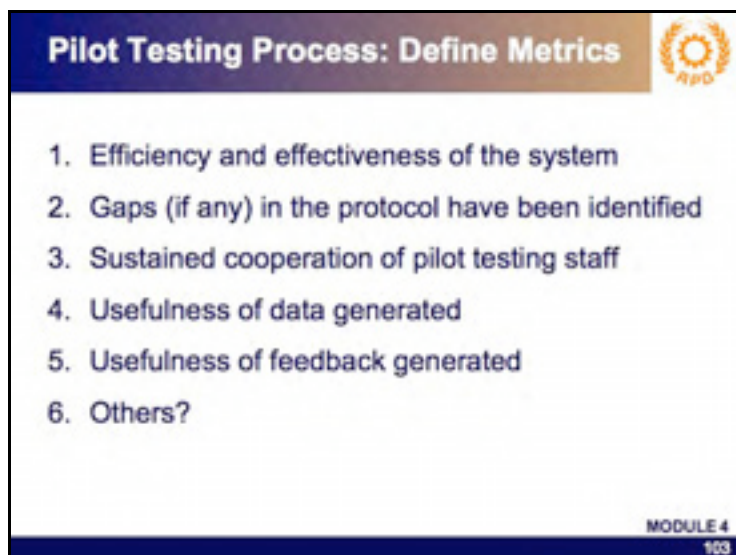 Pilot Testing Process: Define Metrics
APO
1. Efficiency and effectiveness of the system
2. Gaps (if any) in the protocol have been identified
3. Sustained cooperation of pilot testing staff
4. Usefulness of data generated
5. Usefulness of feedback generated
6. Others?
MODULE 4
103